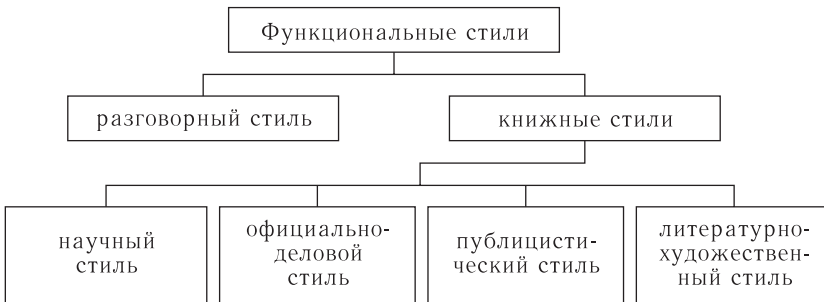 Функциональные стили
разговорный стиль
книжные стили
научный
стиль
официально-
деловой
стиль
публицисти-
ческий стиль
литературно-
художествен-
ный стиль